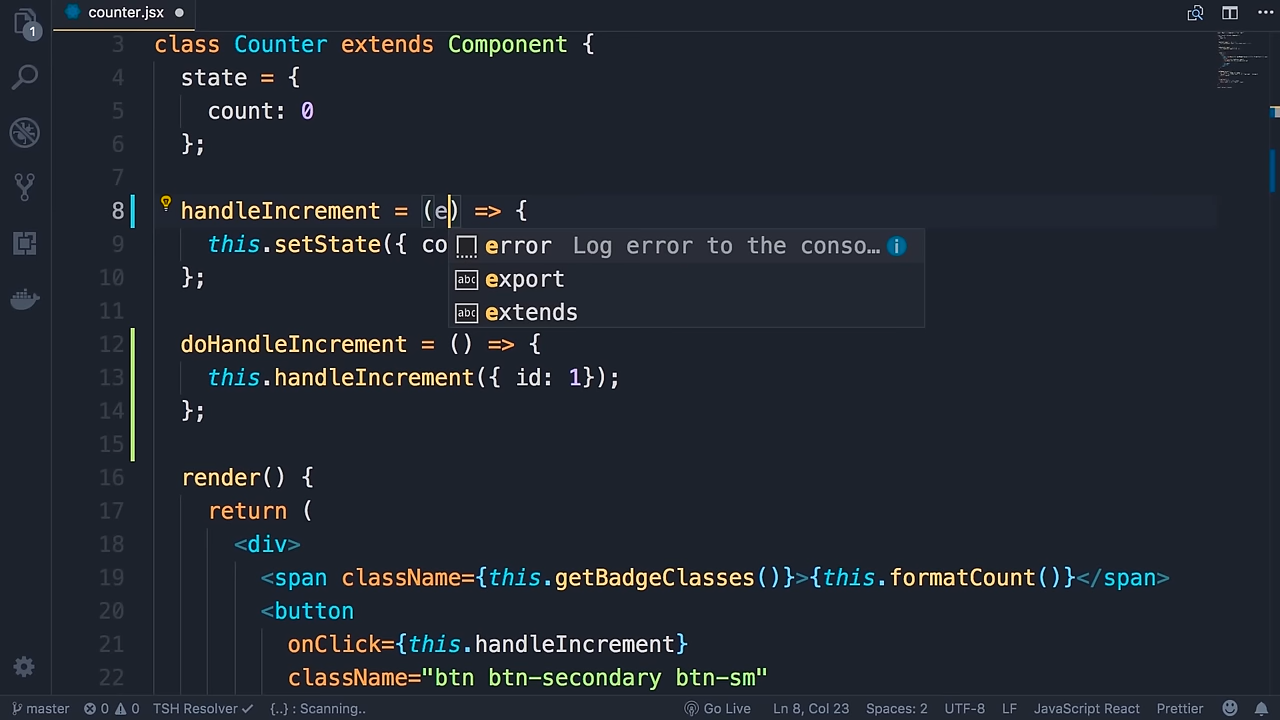 counter.jsx
1
3 class Counter extends Component {
4 state = {
5 count: 0
6 };
7
8 handleIncrement = (e) => {
9 this.setState({ co
error Log error to the conso…
10 };
export
11
extends
12 doHandleIncrement = () => {
13 this.handleIncrement({ id: 1});
14 };
15
16 render() {
17 return (
18 <div>
19 <span className={this.getBadgeClasses()}>{this.formatCount()}</span>
20 <button
21 onClick={this.handleIncrement}
22 className="btn btn-secondary btn-sm"
master 0 0 TSH Resolver {..} : Scanning.. Go Live Ln 8, Col 23 Spaces: 2 UTF-8 LF JavaScript React Prettier